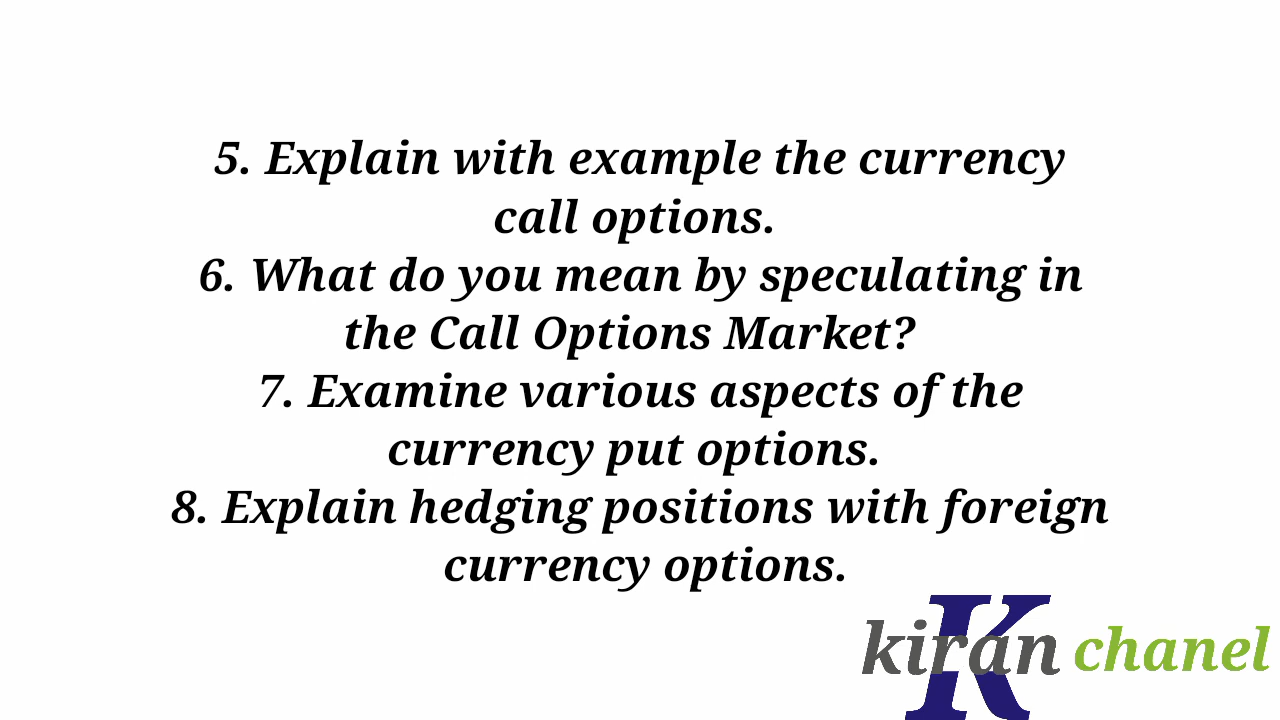 5. Explain with example the currency
call options.
6. What do you mean by speculating in
the Call Options Market?
7. Examine various aspects of the
currency put options.
8. Explain hedging positions with foreign
currency options.
K
kiran chanel